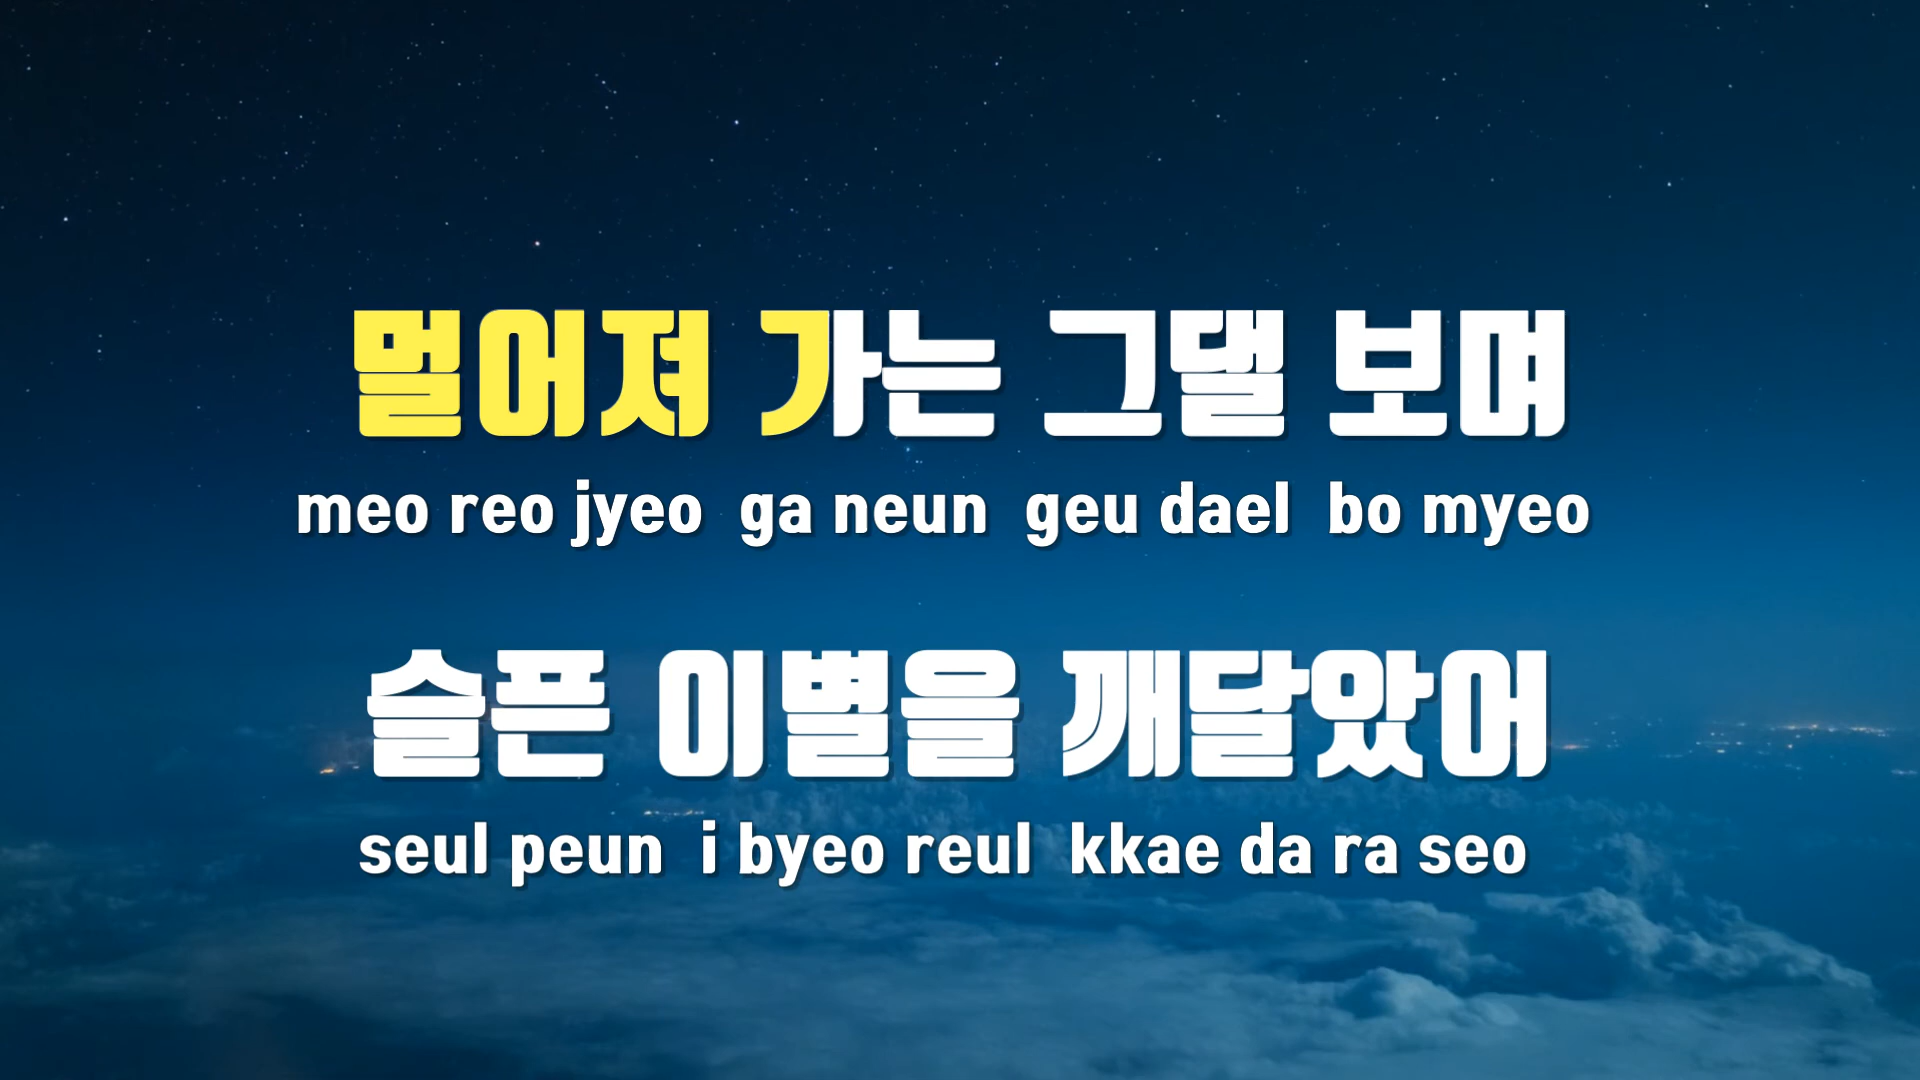 멀어져 가는 그댈 보며
meo reo jyeo ga neun geu dael bo myeo
슬픈 이별을 깨달았어
seul peun i byeo reul kkae da ra seo